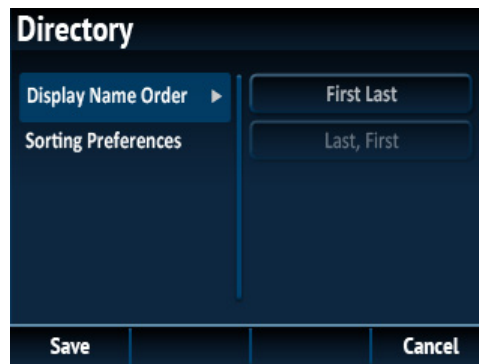 Directory
Display Name Order
First Last
Sorting Preferences
Last, First
Save
Cancel